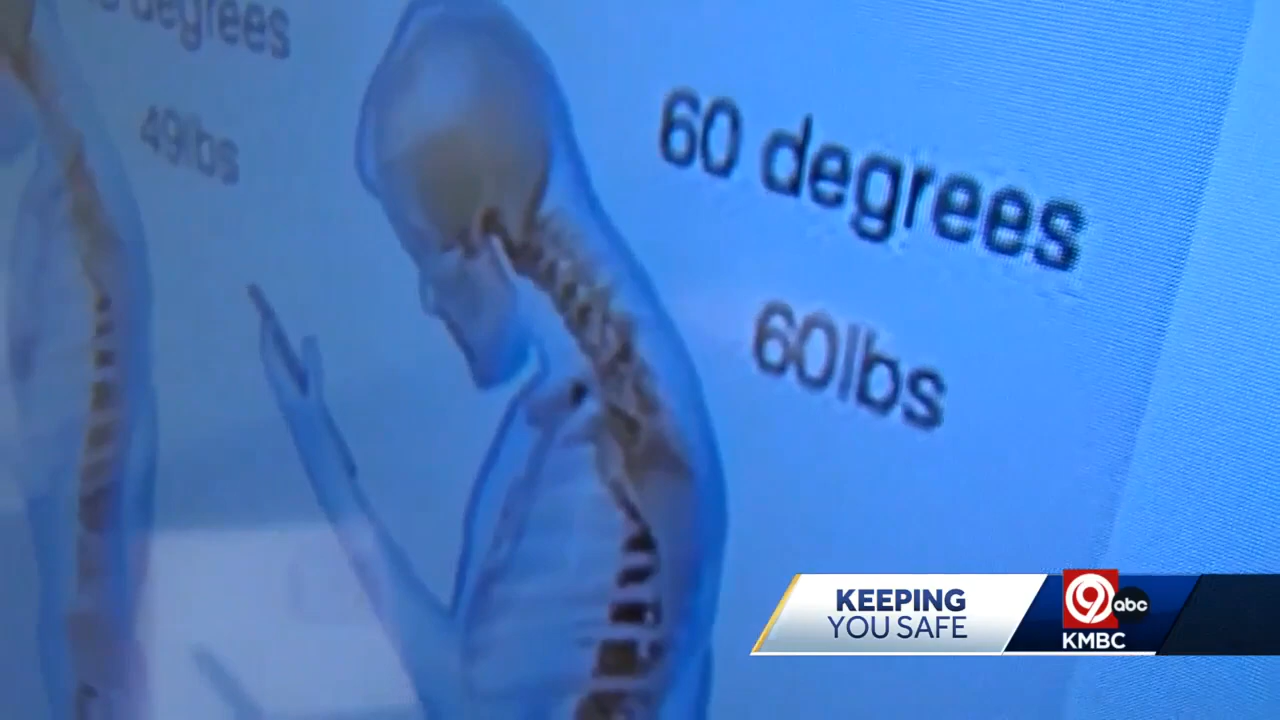 degrees
49lbs
60 degrees
60lbs
KEEPING
YOU SAFE
9 abc
KMBC